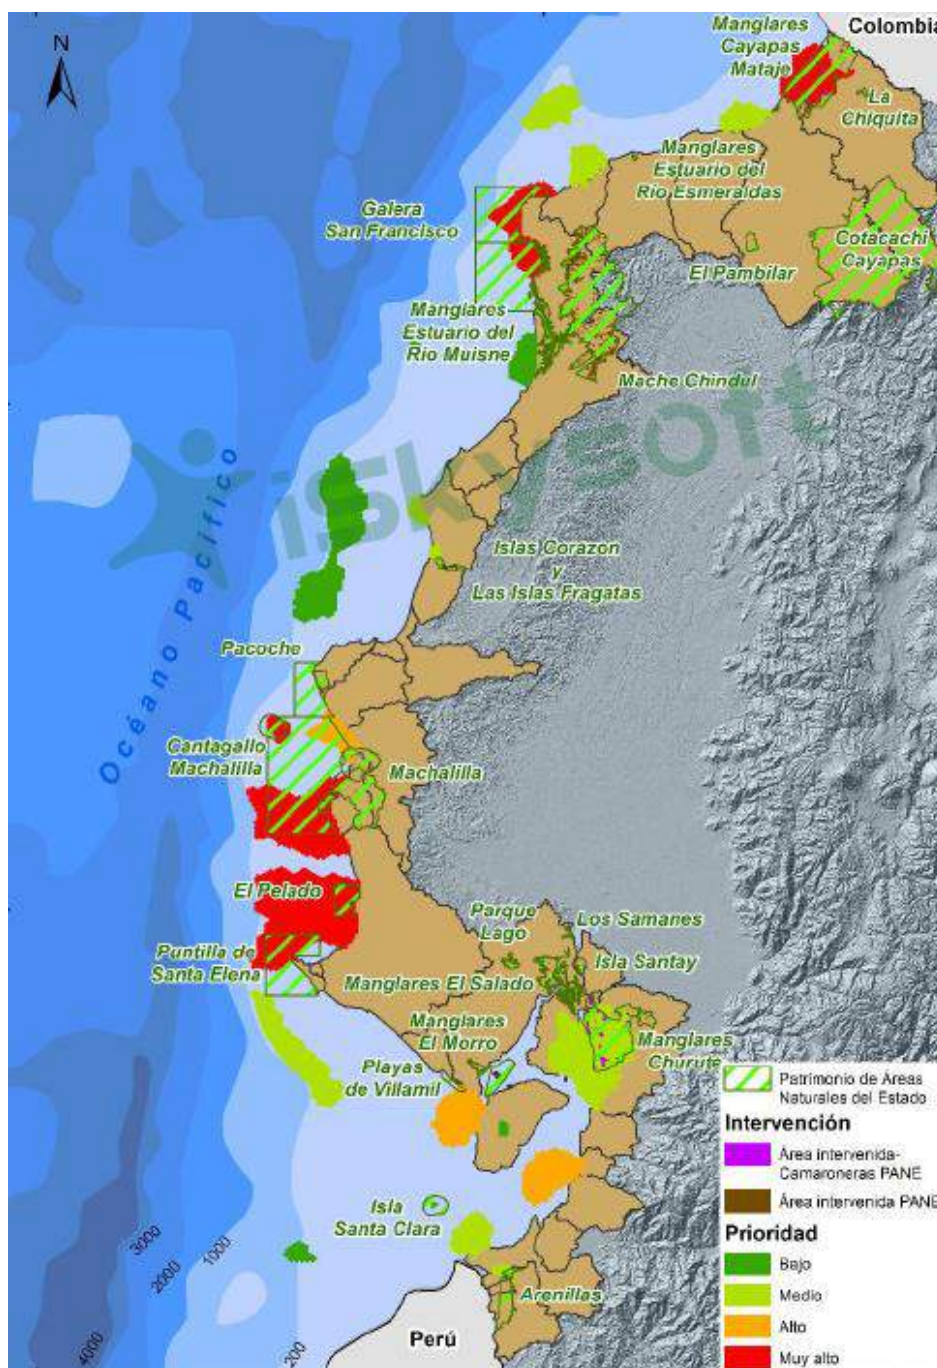 N
Colombia
Manglares
Cayapas
Mataje
La
Chiquita
Manglares
Estuario del
Rio Esmeraldas
Galera
San Francisco
Cotacachi
Cayapas
El Pambilar
Manglares
Estuario del
Rio Muisne
Mache Chindul
iSkysoft
Océano Pacífico
Islas Corazon
y
Las Islas Fragatas
Pacoche
Cantagallo
Machalilla
Machalilla
El Pelado
Parque
Lago
Los Samanes
Puntilla de
Santa Elena
Isla Santay
Manglares El Salado
Manglares
El Morro
Manglares
Churute
Playas
de Villamil
Isla
Santa Clara
Arenillas
Perú
3000
2000
1000
4000
200
Patrimonio de Áreas
Naturales del Estado
Intervención
Área intervenida-
Camaroneras PANE
Área intervenida PANE
Prioridad
Bajo
Medio
Alto
Muy alto